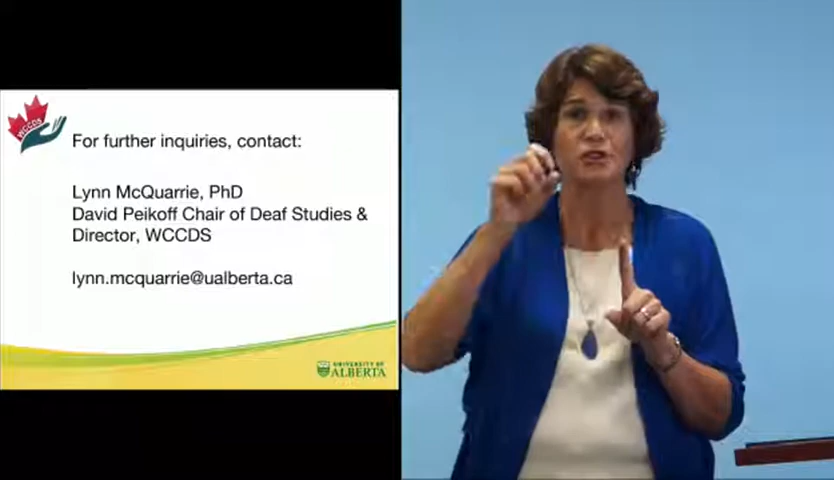 WCCDS
For further inquiries, contact:
Lynn McQuarrie, PhD
David Peikoff Chair of Deaf Studies &
Director, WCCDS
lynn.mcquarrie@ualberta.ca
UNIVERSITY OF
ALBERTA